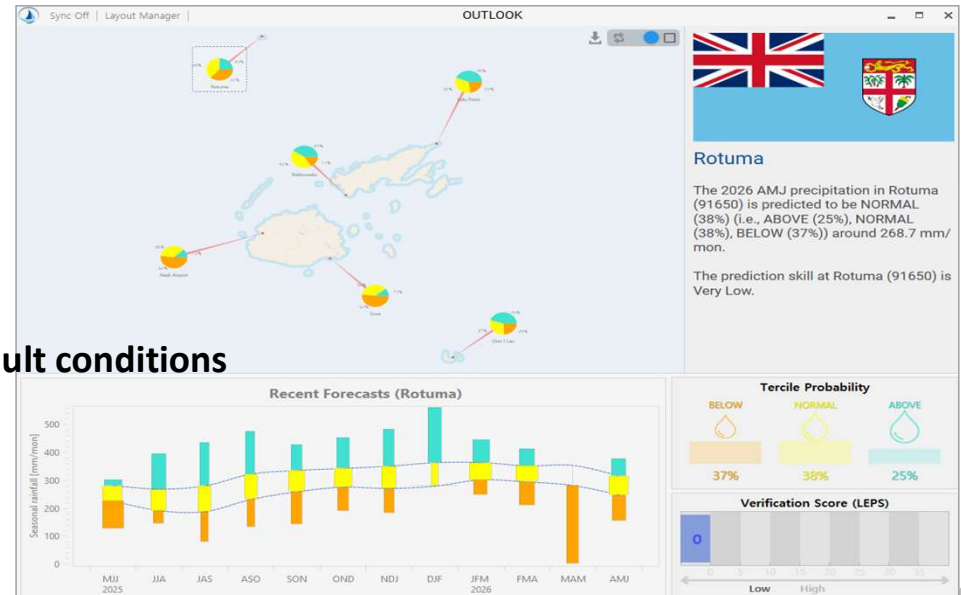 Sync Off | Layout Manager |
OUTLOOK
Rotuma
Nadi Airport
Suva
Rotuma
The 2026 AMJ precipitation in Rotuma
(91650) is predicted to be NORMAL
(38%) (i.e., ABOVE (25%), NORMAL
(38%), BELOW (37%)) around 268.7 mm/
mon.
The prediction skill at Rotuma (91650) is
Very Low.
ult conditions
Recent Forecasts (Rotuma)
Seasonal rainfall [mm/mon]
500
400
300
200
100
0
MJJ JJA JAS ASO SON OND NDJ DJF JFM FMA MAM AMJ
2025 2026
Tercile Probability
BELOW NORMAL ABOVE
37% 38% 25%
Verification Score (LEPS)
0
0 5 10 15 20 25 30 35
Low High